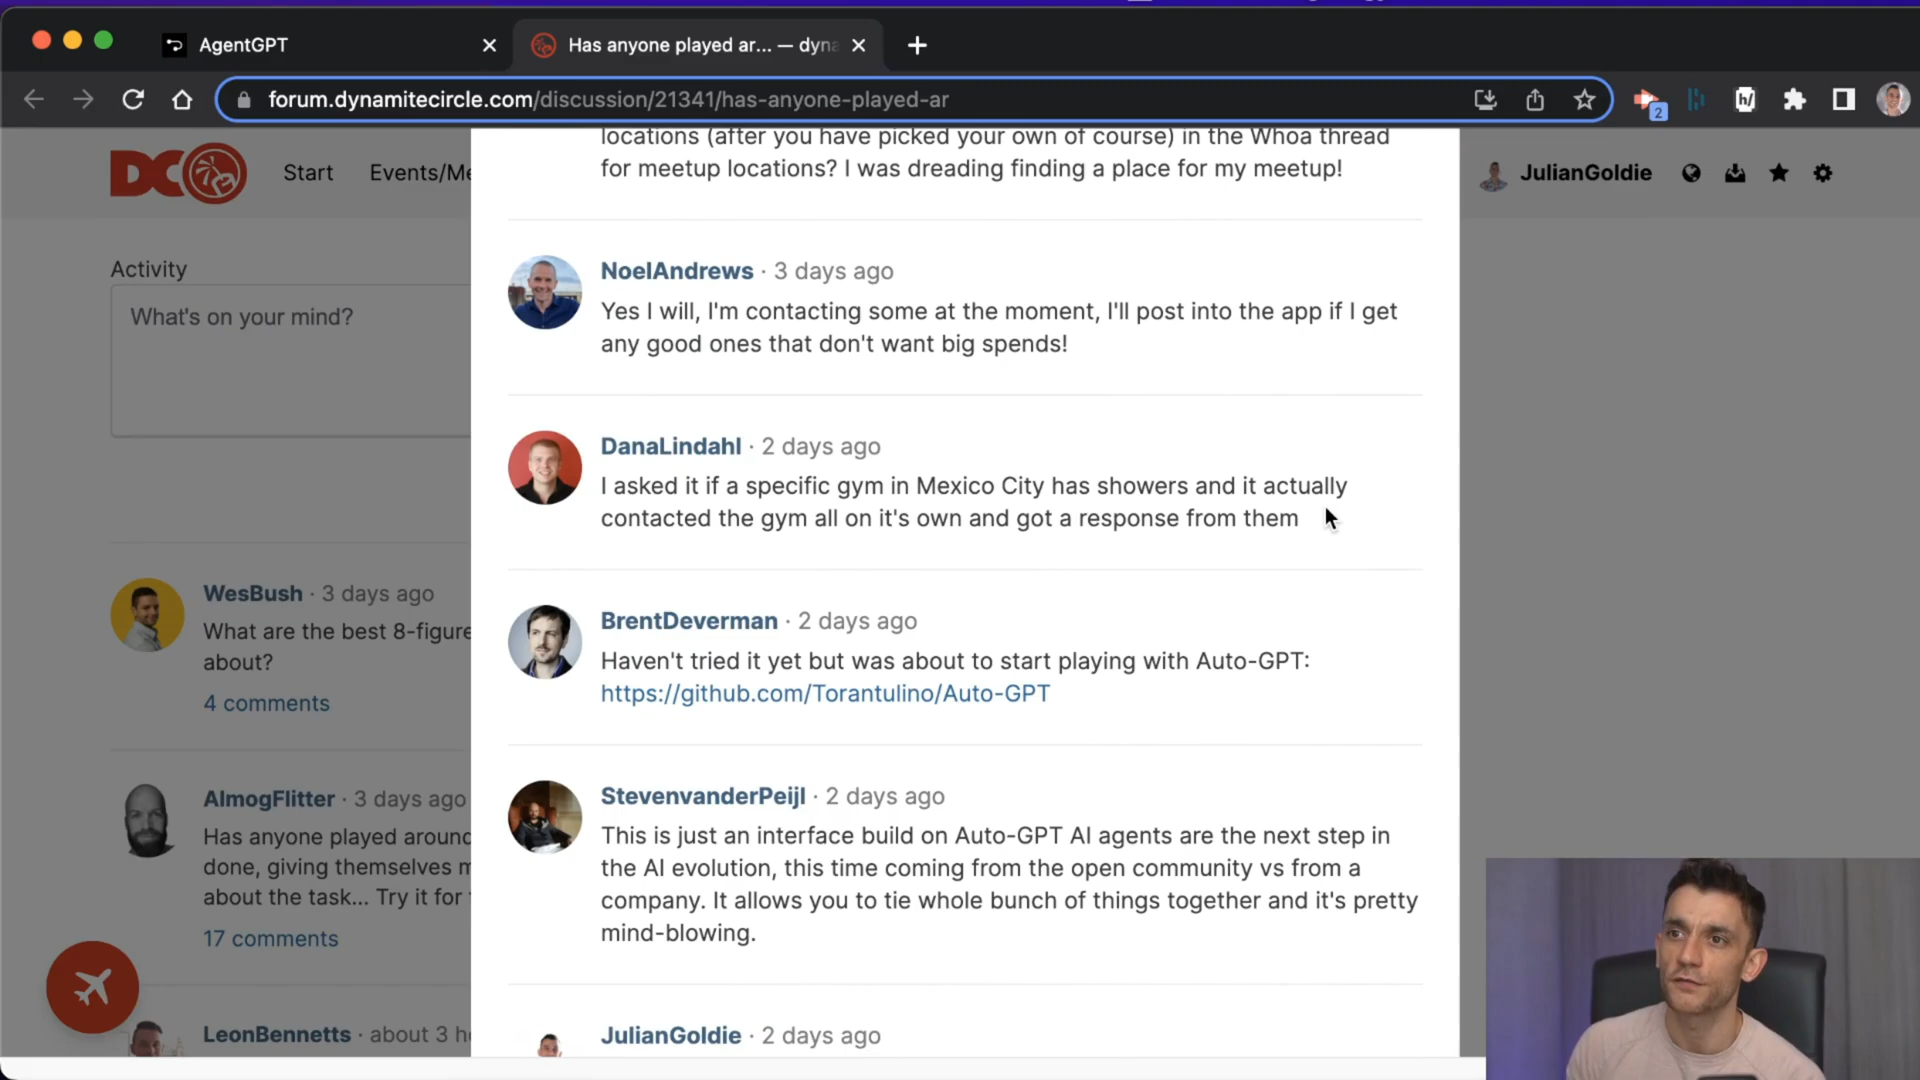 AgentGPT
Has anyone played ar... — dyna
forum.dynamitecircle.com/discussion/21341/has-anyone-played-ar
2
h/
DC
Start
Events/Me
JulianGoldie
Activity
What's on your mind?
WesBush · 3 days ago
What are the best 8-figure
about?
4 comments
AlmogFlitter · 3 days ago
Has anyone played around
done, giving themselves m
about the task... Try it for
17 comments
LeonBennetts · about 3 h
locations (after you have picked your own of course) in the Whoa thread
for meetup locations? I was dreading finding a place for my meetup!
NoelAndrews · 3 days ago
Yes I will, I'm contacting some at the moment, I'll post into the app if I get
any good ones that don't want big spends!
DanaLindahl · 2 days ago
I asked it if a specific gym in Mexico City has showers and it actually
contacted the gym all on it's own and got a response from them
BrentDeverman · 2 days ago
Haven't tried it yet but was about to start playing with Auto-GPT:
https://github.com/Torantulino/Auto-GPT
StevenvanderPeijl · 2 days ago
This is just an interface build on Auto-GPT AI agents are the next step in
the AI evolution, this time coming from the open community vs from a
company. It allows you to tie whole bunch of things together and it's pretty
mind-blowing.
JulianGoldie · 2 days ago